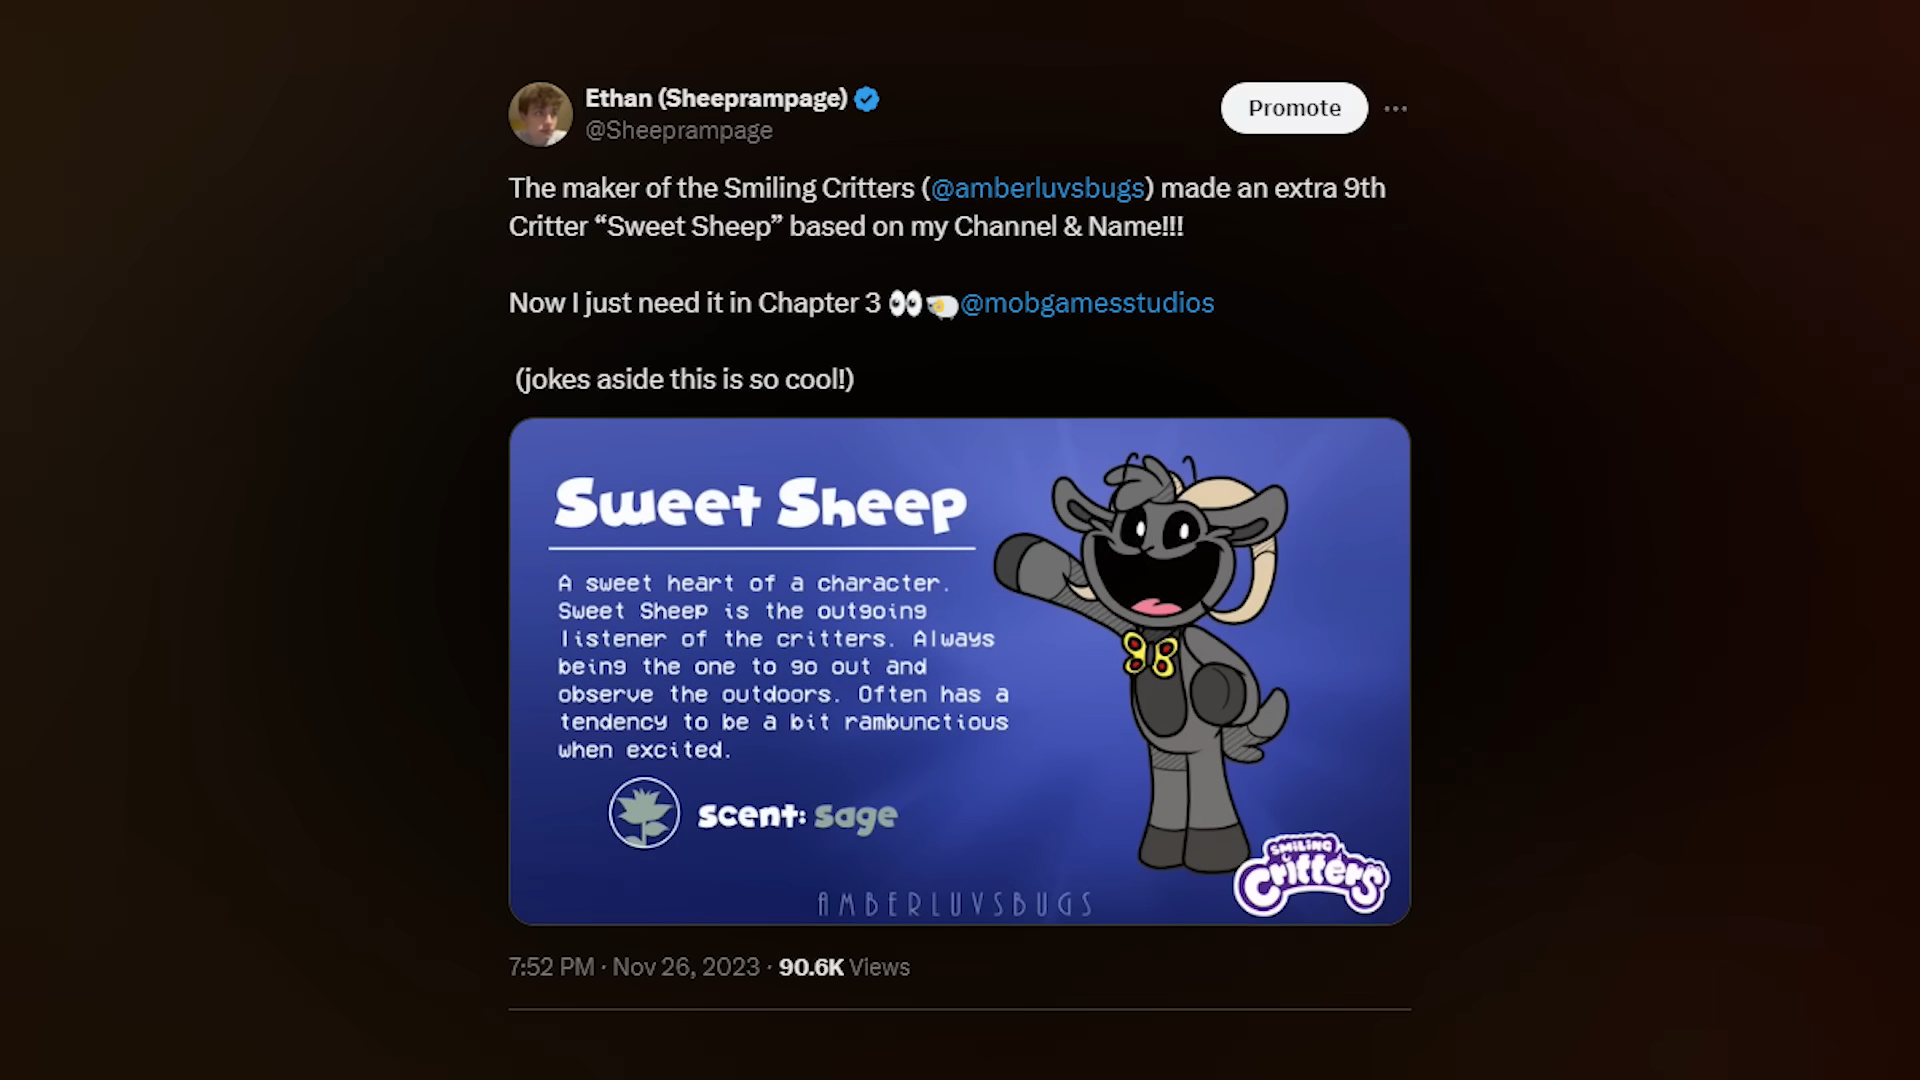 Ethan (Sheeprampage)
@Sheeprampage
Promote
The maker of the Smiling Critters (@amberluvsbugs) made an extra 9th
Critter “Sweet Sheep” based on my Channel & Name!!!
Now I just need it in Chapter 3 👀🐑@mobgamesstudios
(jokes aside this is so cool!)
Sweet Sheep
A sweet heart of a character.
Sweet Sheep is the outgoing
listener of the critters. Always
being the one to go out and
observe the outdoors. Often has a
tendency to be a bit rambunctious
when excited.
scent: sage
SMILING
Critters
AMBERLUVSBUGS
7:52 PM · Nov 26, 2023 · 90.6K Views